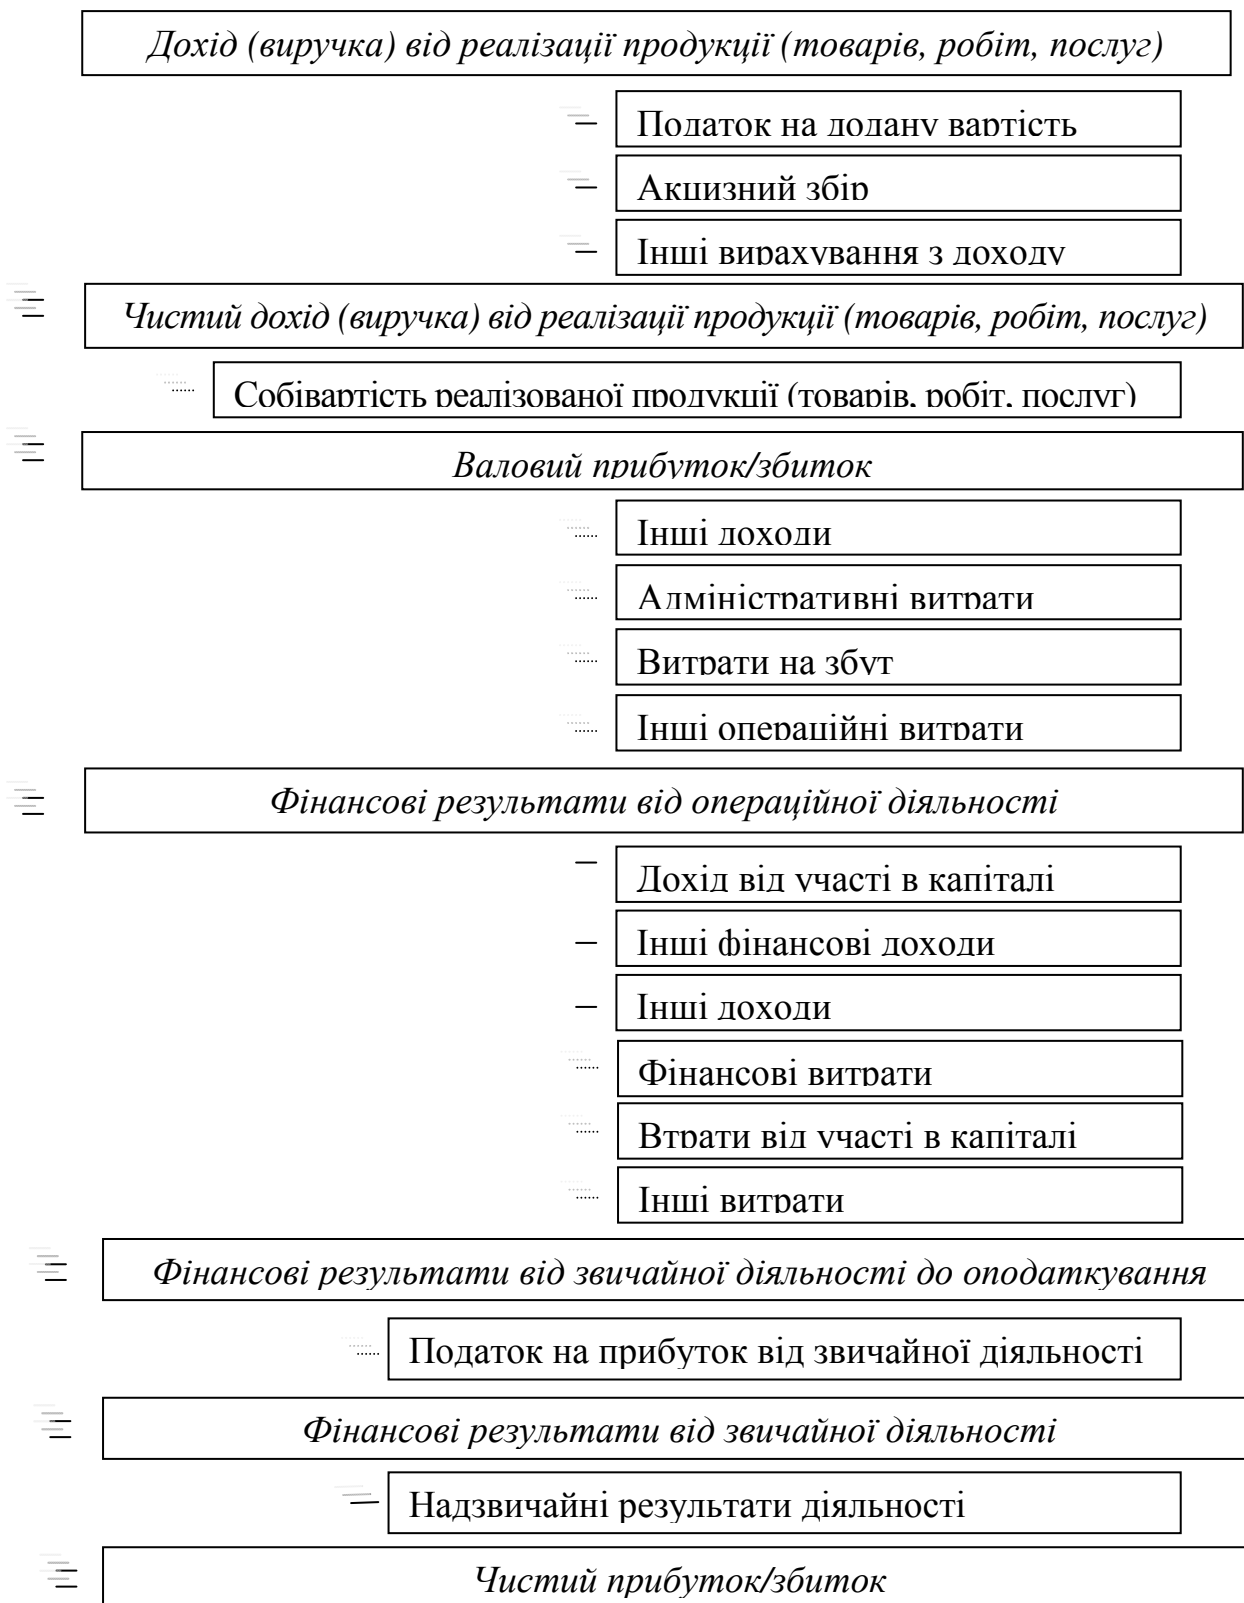 Дохід (виручка) від реалізації продукції (товарів, робіт, послуг)
Податок на додану вартість
Акцизний збір
Інші вирахування з доходу
Чистий дохід (виручка) від реалізації продукції (товарів, робіт, послуг)
Собівартість реалізованої продукції (товарів, робіт, послуг)
Валовий прибуток/збиток
Інші доходи
Адміністративні витрати
Витрати на збут
Інші операційні витрати
Фінансові результати від операційної діяльності
Дохід від участі в капіталі
Інші фінансові доходи
Інші доходи
Фінансові витрати
Втрати від участі в капіталі
Інші витрати
Фінансові результати від звичайної діяльності до оподаткування
Податок на прибуток від звичайної діяльності
Фінансові результати від звичайної діяльності
Надзвичайні результати діяльності
Чистий прибуток/збиток